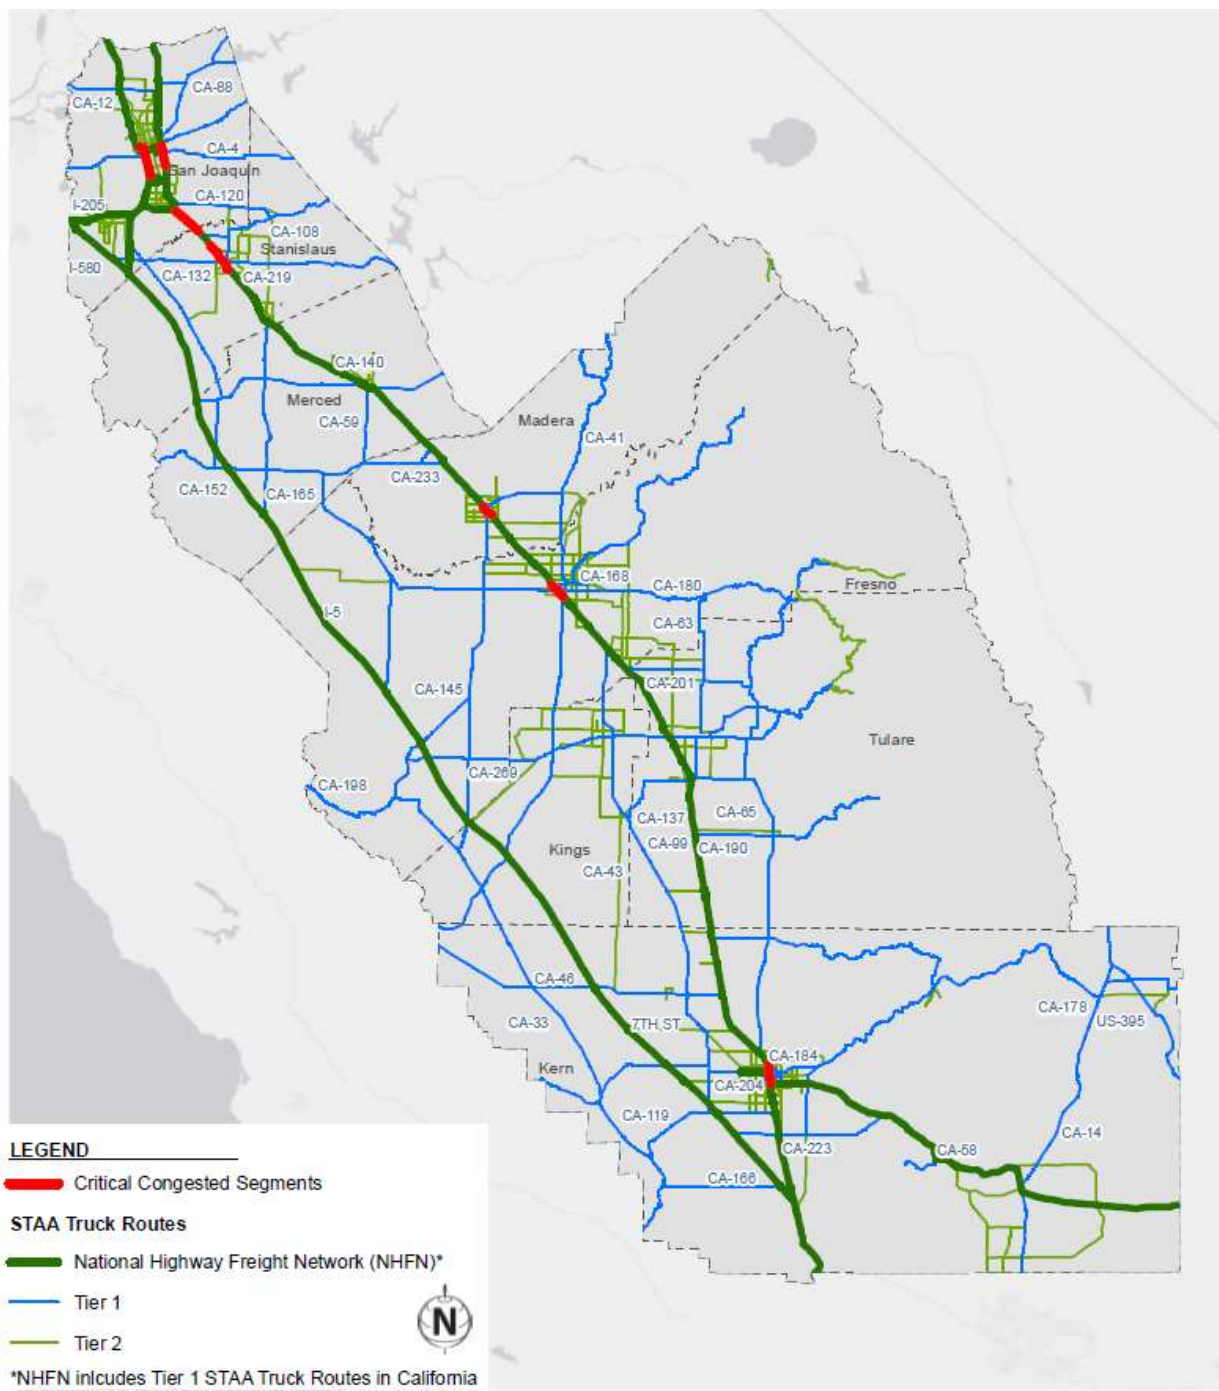 CA-88
CA-12
CA-4
San Joaquin
CA-120
I-205
CA-108
Stanislaus
I-580
CA-132
CA-219
CA-140
Merced
CA-59
Madera
CA-41
CA-233
CA-152
CA-165
CA-168
CA-180
Fresno
I-5
CA-63
CA-145
CA-201
Tulare
CA-269
CA-198
CA-137
CA-65
CA-99
CA-190
Kings
CA-43
CA-46
CA-178
US-395
CA-33
7TH ST
CA-184
Kern
CA-204
CA-119
CA-14
CA-223
CA-58
CA-166
LEGEND
Critical Congested Segments
STAA Truck Routes
National Highway Freight Network (NHFN)*
Tier 1
N
Tier 2
*NHFN inlcudes Tier 1 STAA Truck Routes in California